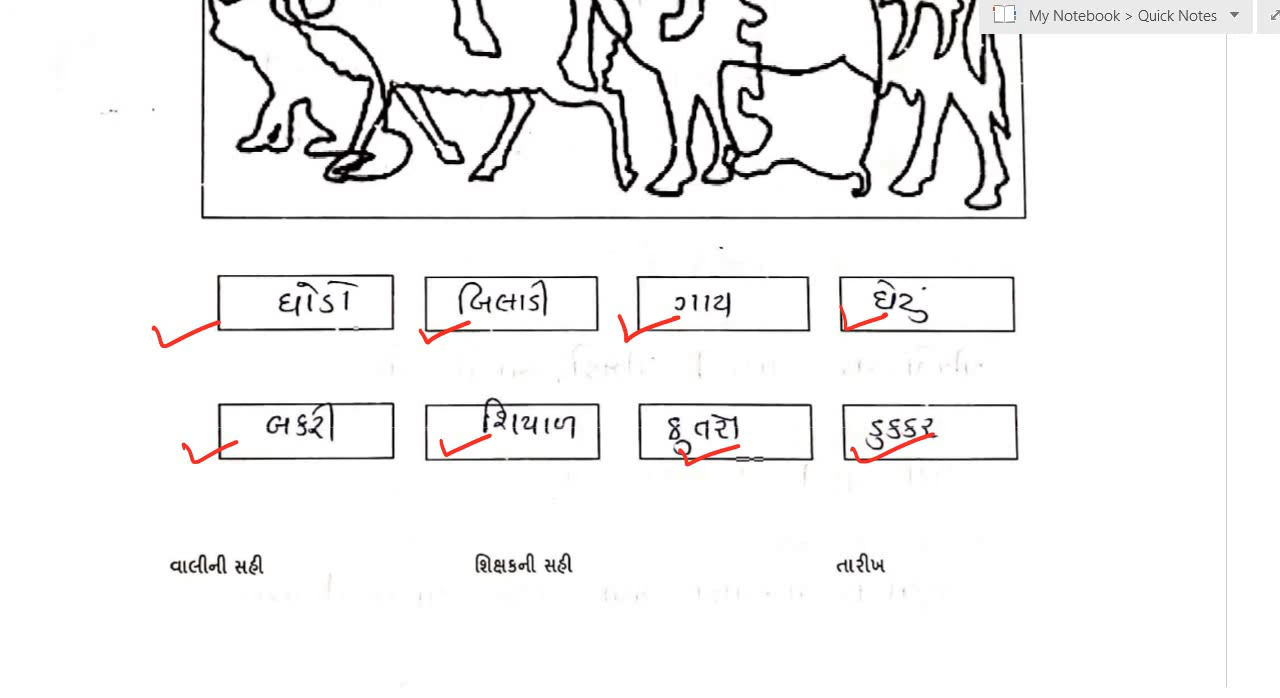 My Notebook > Quick Notes
ઘોડો બિલાડી ગાય ઘેટું
બકરી શિયાળ કુતરો ડુક્કર
વાલીની સહી શિક્ષકની સહી તારીખ